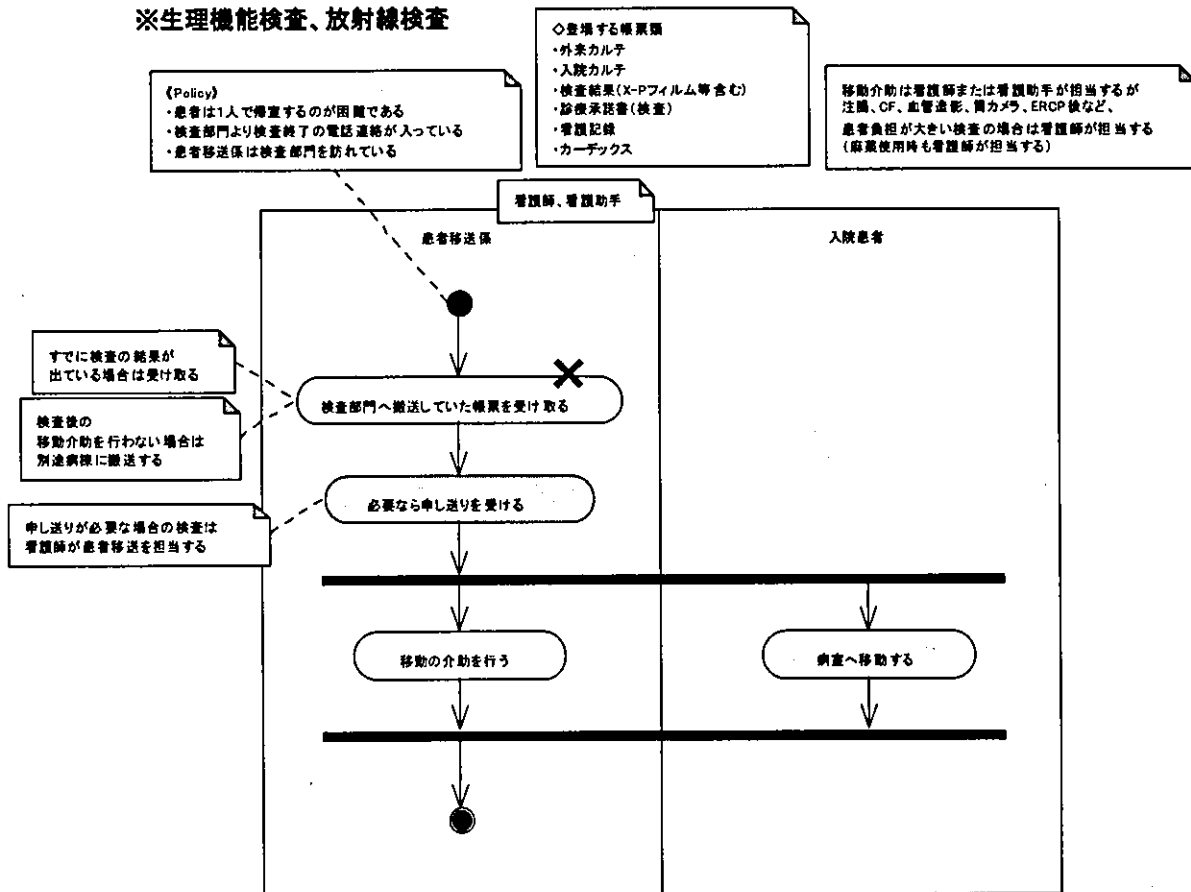 ※生理機能検査、放射線検査
《Policy》
・患者は1人で帰室するのが困難である
・検査部門より検査終了の電話連絡が入っている
・患者移送係は検査部門を訪れている
◇登場する帳票類
・外来カルテ
・入院カルテ
・検査結果(X-Pフィルム等含む)
・診療承諾書(検査)
・看護記録
・カーデックス
移動介助は看護師または看護助手が担当するが
注腸、CF、血管造影、胃カメラ、ERCP後など、
患者負担が大きい検査の場合は看護師が担当する
(麻薬使用時も看護師が担当する)
看護師、看護助手
患者移送係
入院患者
すでに検査の結果が
出ている場合は受け取る
検査部門へ搬送していた帳票を受け取る
検査後の
移動介助を行わない場合は
別途病棟に搬送する
必要なら申し送りを受ける
申し送りが必要な場合の検査は
看護師が患者移送を担当する
移動の介助を行う
病室へ移動する